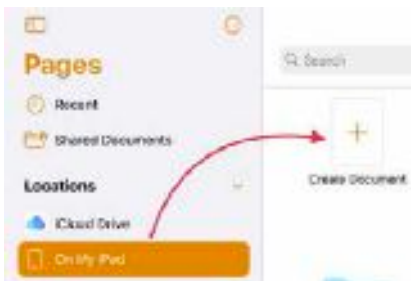 Pages
Search
Recent
Shared Documents
Create Document
Locations
iCloud Drive
On My iPad